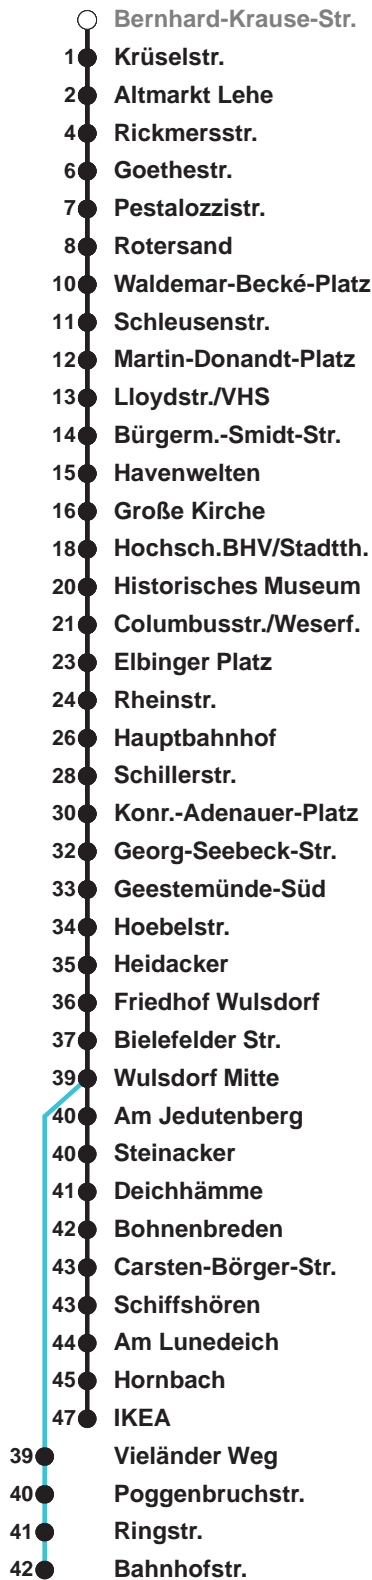 Bernhard-Krause-Str.
1 Krüselstr.
2 Altmarkt Lehe
4 Rickmersstr.
6 Goethestr.
7 Pestalozzistr.
8 Rotersand
10 Waldemar-Becké-Platz
11 Schleusenstr.
12 Martin-Donandt-Platz
13 Lloydstr./VHS
14 Bürgerm.-Smidt-Str.
15 Havenwelten
16 Große Kirche
18 Hochsch.BHV/Stadtth.
20 Historisches Museum
21 Columbusstr./Weserf.
23 Elbinger Platz
24 Rheinstr.
26 Hauptbahnhof
28 Schillerstr.
30 Konr.-Adenauer-Platz
32 Georg-Seebeck-Str.
33 Geestemünde-Süd
34 Hoebelstr.
35 Heidacker
36 Friedhof Wulsdorf
37 Bielefelder Str.
39 Wulsdorf Mitte
40 Am Jedutenberg
40 Steinacker
41 Deichhämme
42 Bohnenbreden
43 Carsten-Börger-Str.
43 Schiffshören
44 Am Lunedeich
45 Hornbach
47 IKEA
39 Vieländer Weg
40 Poggenbruchstr.
41 Ringstr.
42 Bahnhofstr.